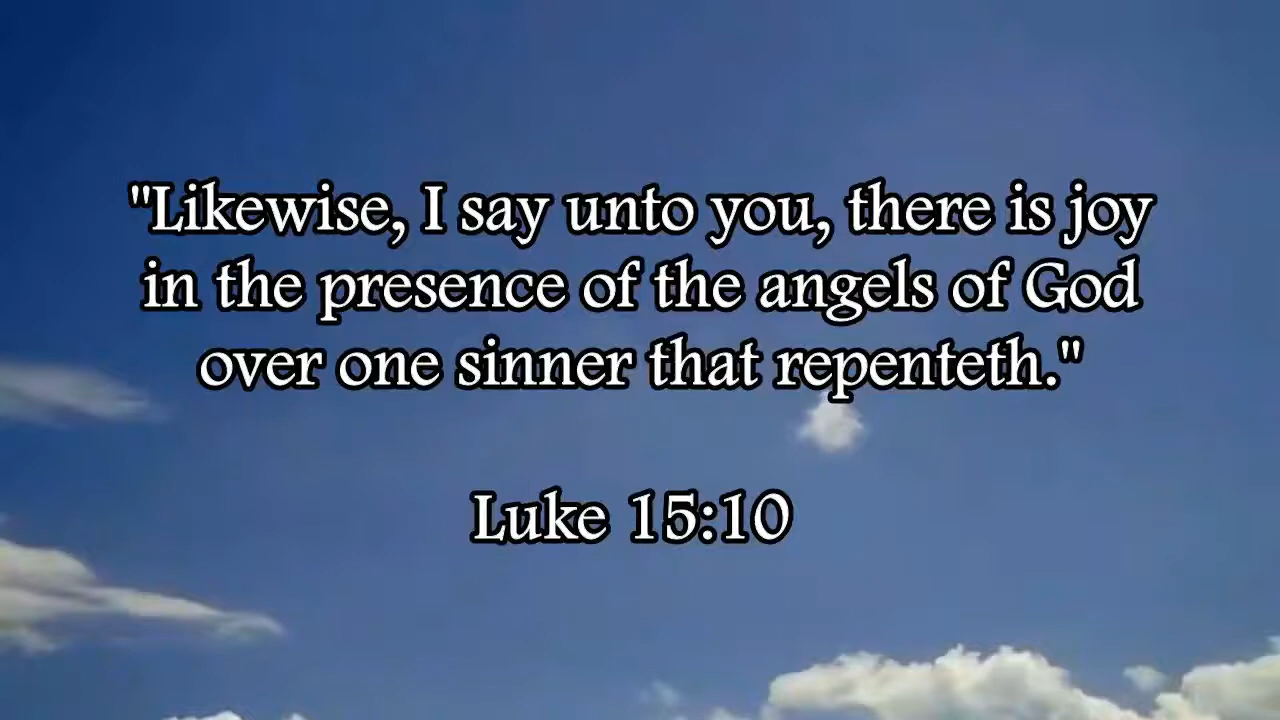 "Likewise, I say unto you, there is joy
in the presence of the angels of God
over one sinner that repenteth."
Luke 15:10